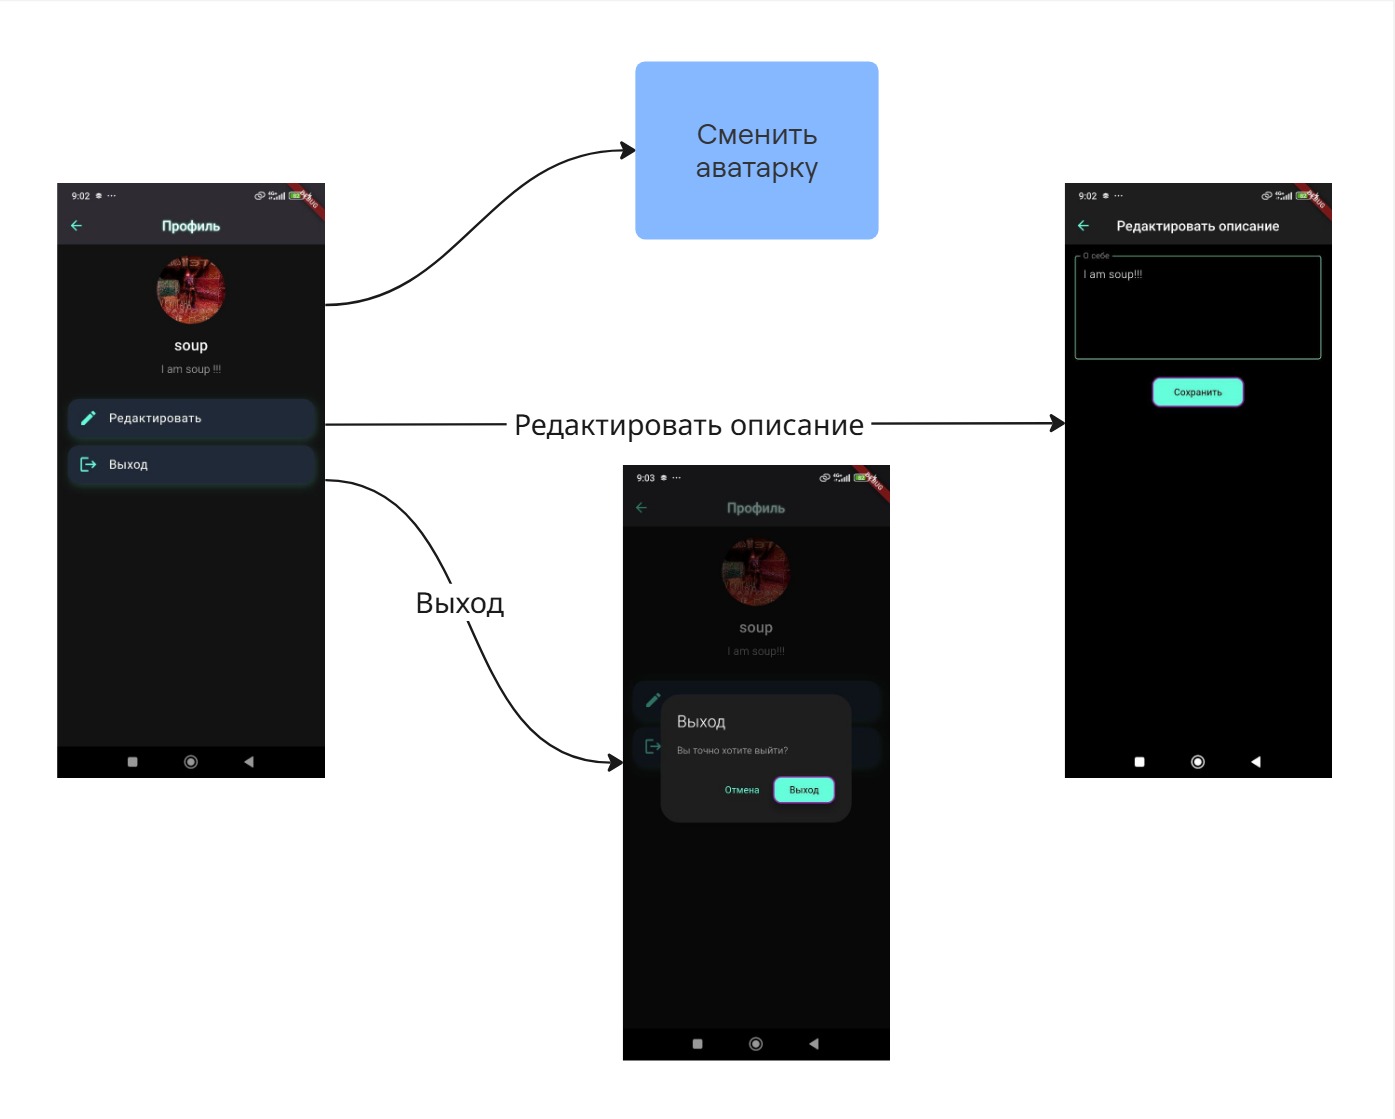 Сменить
аватарку
9:02
Профиль
soup
I am soup !!!
Редактировать
Выход
Редактировать описание
Выход
9:03
Профиль
soup
I am soup!!!
Выход
Вы точно хотите выйти?
Отмена
Выход
9:02
Редактировать описание
О себе
I am soup!!!
Сохранить